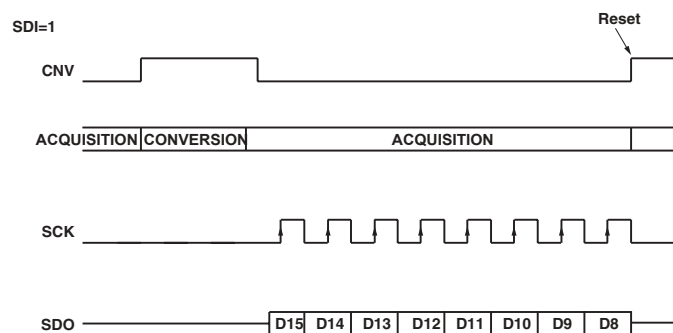 Reset
SDI=1
CNV
ACQUISITION CONVERSION ACQUISITION
SCK
SDO D15 D14 D13 D12 D11 D10 D9 D8